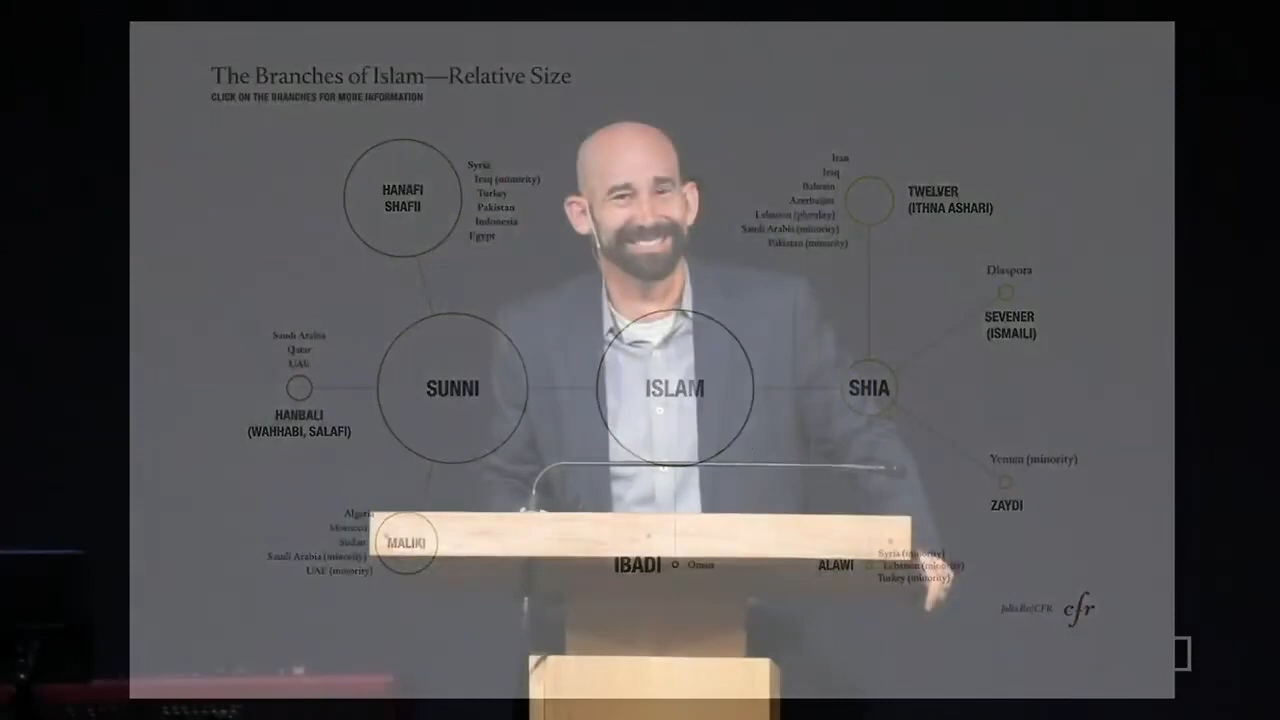 The Branches of Islam—Relative Size
CLICK ON THE BRANCHES FOR MORE INFORMATION
HANAFI
SHAFII
Syria
Iraq (minority)
Turkey
Pakistan
Indonesia
Egypt
Iran
Iraq
Bahrain
Azerbaijan
Lebanon (plurality)
Saudi Arabia (minority)
Pakistan (minority)
TWELVER
(ITHNA ASHARI)
Diaspora
SEVENER
(ISMAILI)
Saudi Arabia
Qatar
UAE
HANBALI
(WAHHABI, SALAFI)
SUNNI
ISLAM
SHIA
Yemen (minority)
ZAYDI
Algeria
Morocco
Sudan
Saudi Arabia (minority)
UAE (minority)
MALIKI
IBADI
Oman
ALAWI
Syria (minority)
Lebanon (minority)
Turkey (minority)
Julia Ro/CFR
cfr